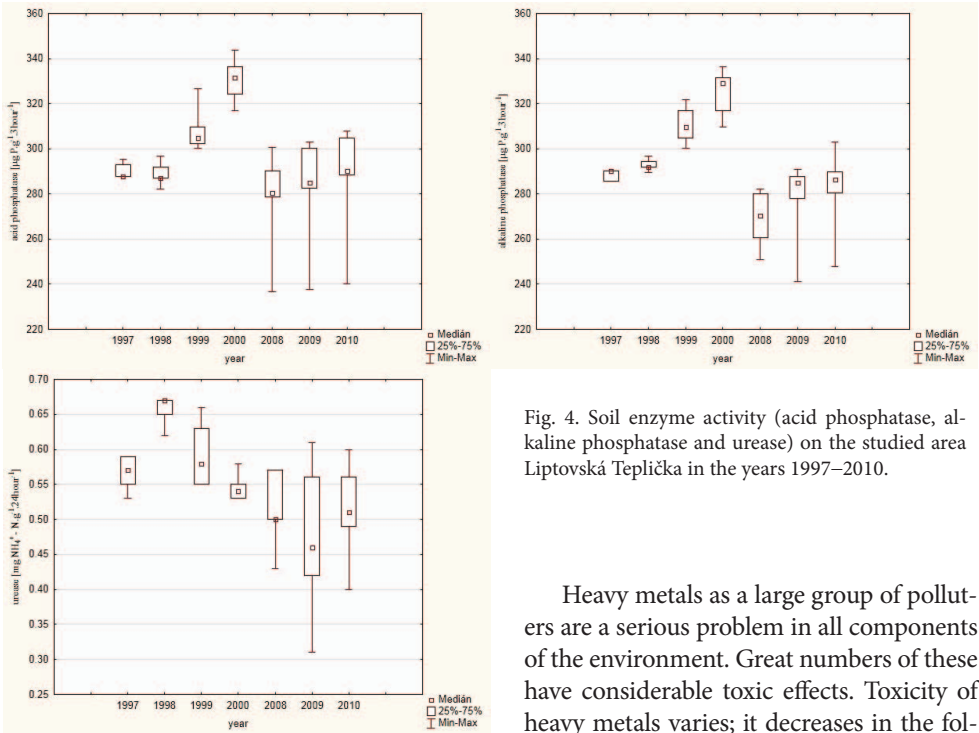 360
340
320
300
280
260
240
220
acid phosphatase [µg P.g⁻¹.3hour⁻¹]
1997 1998 1999 2000 2008 2009 2010
year
Medián
25%-75%
Min-Max
360
340
320
300
280
260
240
220
alkaline phosphatase [µg P.g⁻¹.3hour⁻¹]
1997 1998 1999 2000 2008 2009 2010
year
Medián
25%-75%
Min-Max
0.70
0.65
0.60
0.55
0.50
0.45
0.40
0.35
0.30
0.25
urease [mg NH₄⁺- N.g⁻¹.24hour⁻¹]
1997 1998 1999 2000 2008 2009 2010
year
Medián
25%-75%
Min-Max
Fig. 4. Soil enzyme activity (acid phosphatase, al-
kaline phosphatase and urease) on the studied area
Liptovská Teplička in the years 1997–2010.
Heavy metals as a large group of pollut-
ers are a serious problem in all components
of the environment. Great numbers of these
have considerable toxic effects. Toxicity of
heavy metals varies; it decreases in the fol-